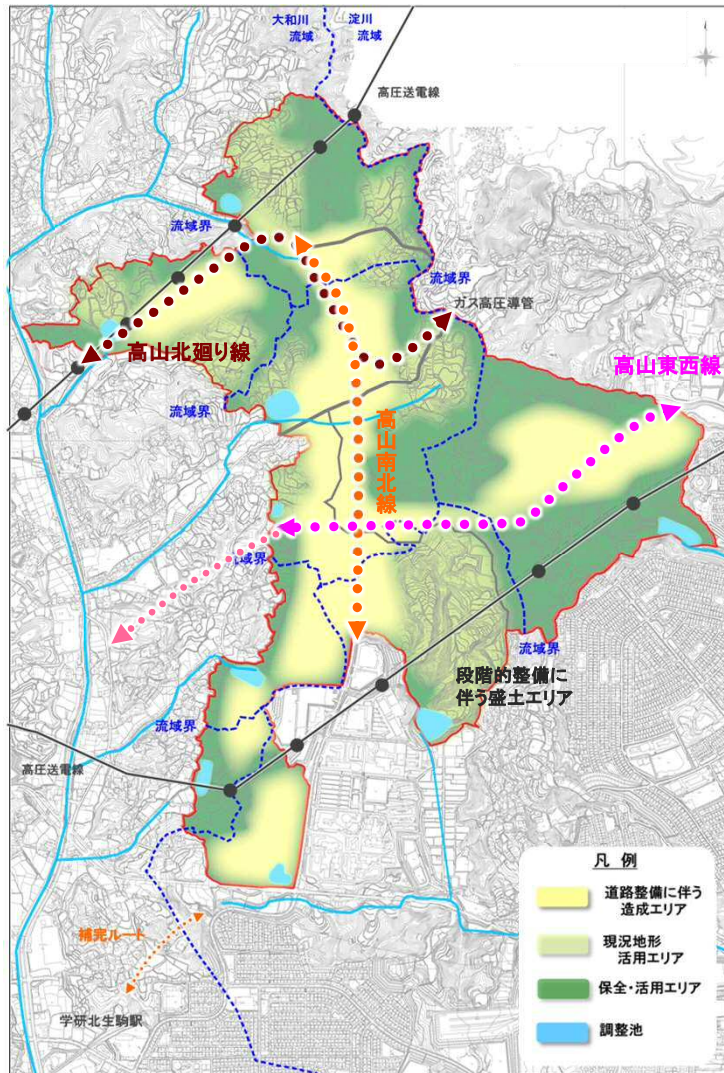 大和川
流域
淀川
流域
高圧送電線
流域界
流域界
ガス高圧導管
高山北廻り線
高山東西線
流域界
高山南北線
流域界
流域界
段階的整備に
伴う盛土エリア
流域界
高圧送電線
凡 例
道路整備に伴う
造成エリア
現況地形
活用エリア
保全・活用エリア
調整池
補完ルート
学研北生駒駅